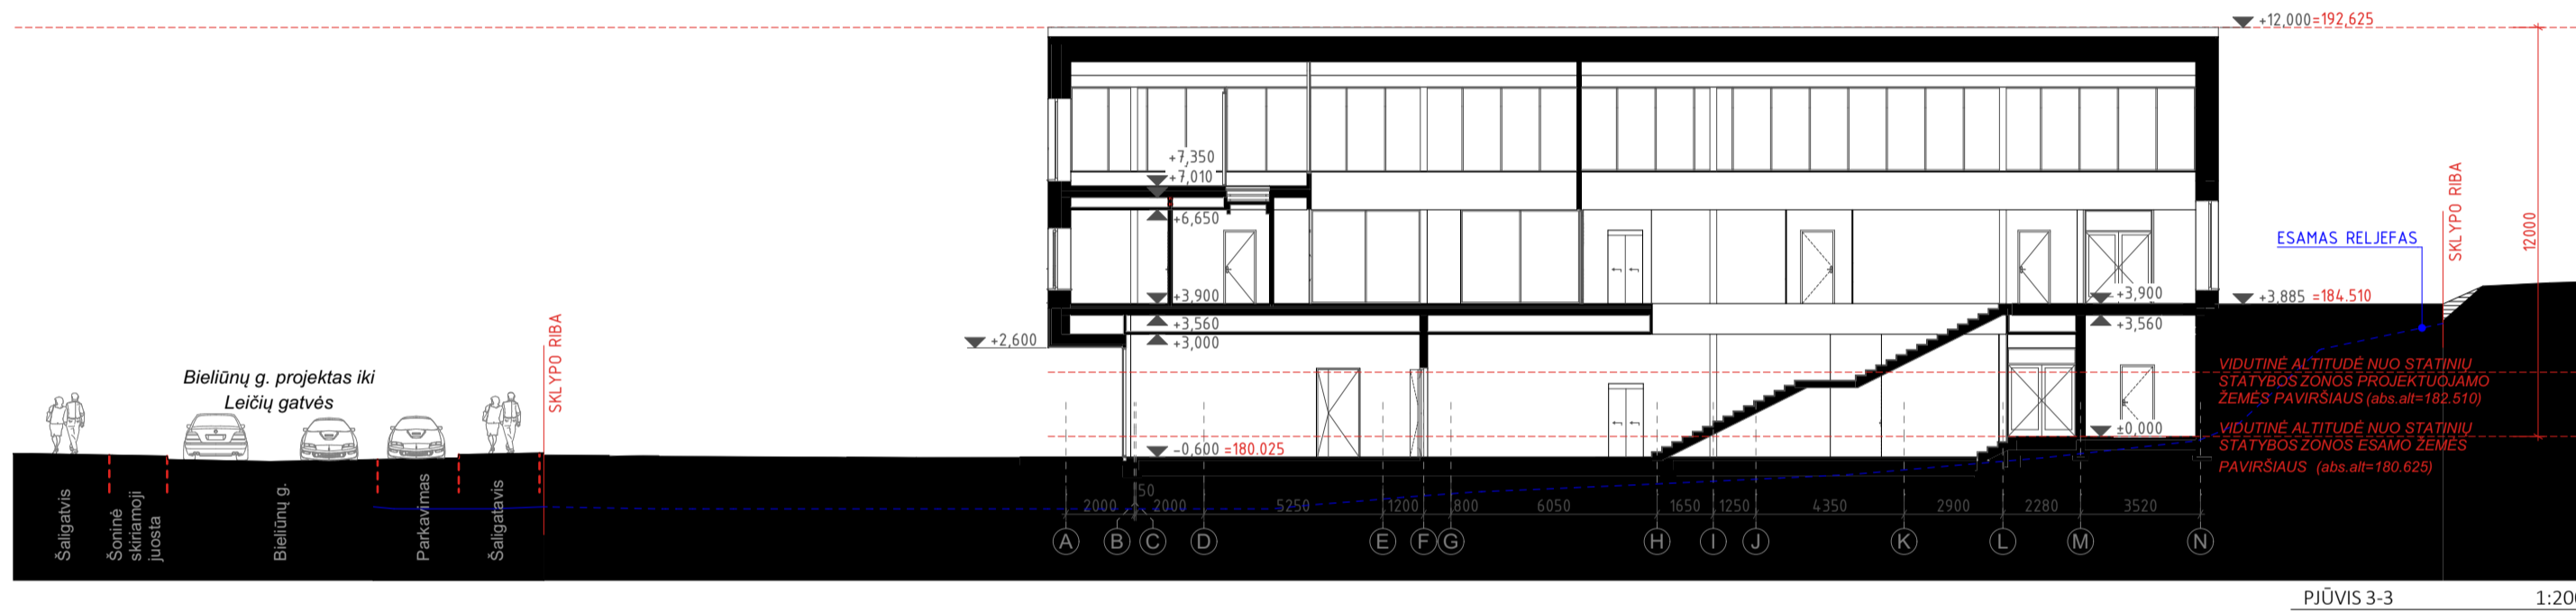 +12,000=192,625
+7,350
+7,010
+6,650
+3,900
+3,560
+3,000
+2,600
-0,600 =180.025
+3,900
+3,560
±0,000
+3,885 =184.510
12000
ESAMAS RELJEFAS
SKLYPO RIBA
SKLYPO RIBA
Bieliūnų g. projektas iki
Leičių gatvės
VIDUTINĖ ALTITUDĖ NUO STATINIŲ
STATYBOS ZONOS PROJEKTUOJAMO
ŽEMĖS PAVIRŠIAUS (abs.alt=182.510)
VIDUTINĖ ALTITUDĖ NUO STATINIŲ
STATYBOS ZONOS ESAMO ŽEMĖS
PAVIRŠIAUS (abs.alt=180.625)
Šaligatvis
Šoninė
skiriamoji
juosta
Bieliūnų g.
Parkavimas
Šaligatavis
50
2000 2000 5250 1200 800 6050 1650 1250 4350 2900 2280 3520
A B C D E F G H I J K L M N
PJŪVIS 3-3 1:20